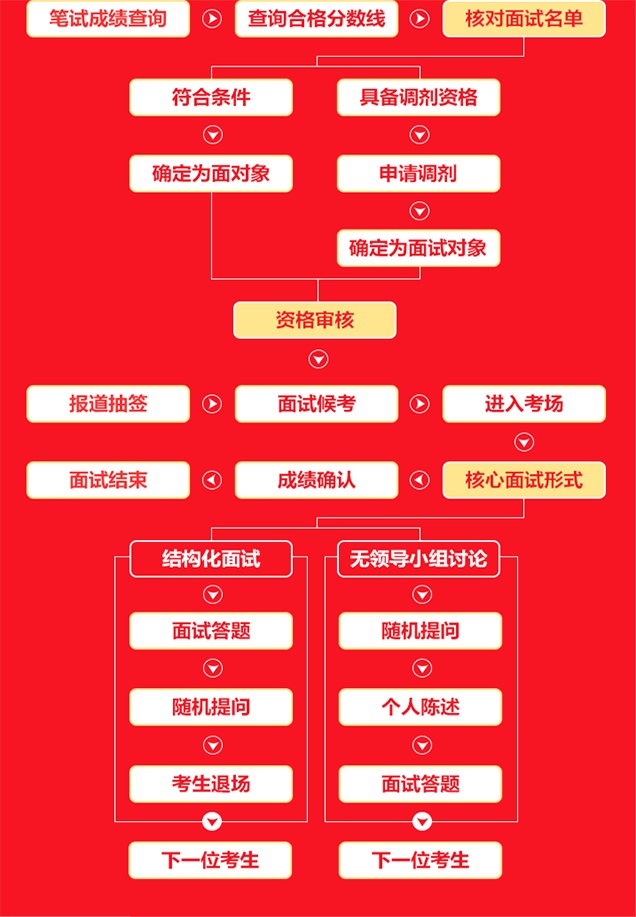 笔试成绩查询
查询合格分数线
核对面试名单
符合条件
具备调剂资格
确定为面对象
申请调剂
确定为面试对象
资格审核
报道抽签
面试候考
进入考场
面试结束
成绩确认
核心面试形式
结构化面试
无领导小组讨论
面试答题
随机提问
随机提问
个人陈述
考生退场
面试答题
下一位考生
下一位考生